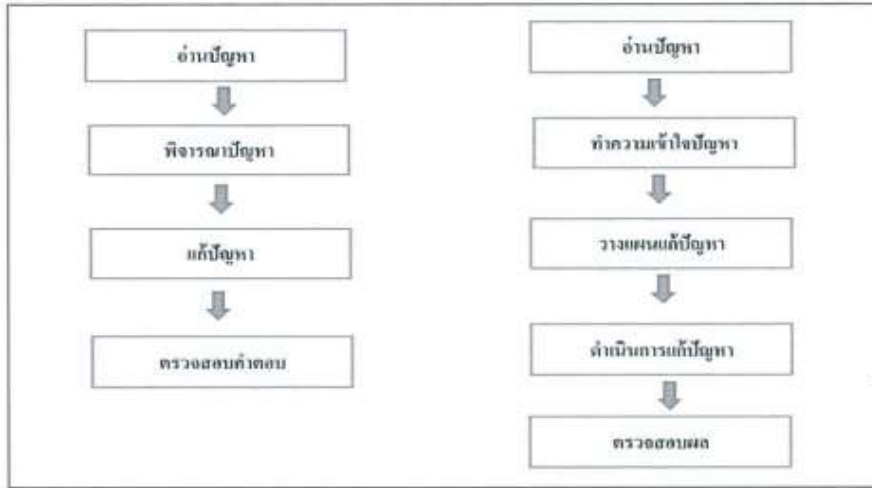 อ่านปัญหา
พิจารณาปัญหา
แก้ปัญหา
ตรวจสอบคำตอบ
อ่านปัญหา
ทำความเข้าใจปัญหา
วางแผนแก้ปัญหา
ดำเนินการแก้ปัญหา
ตรวจสอบผล